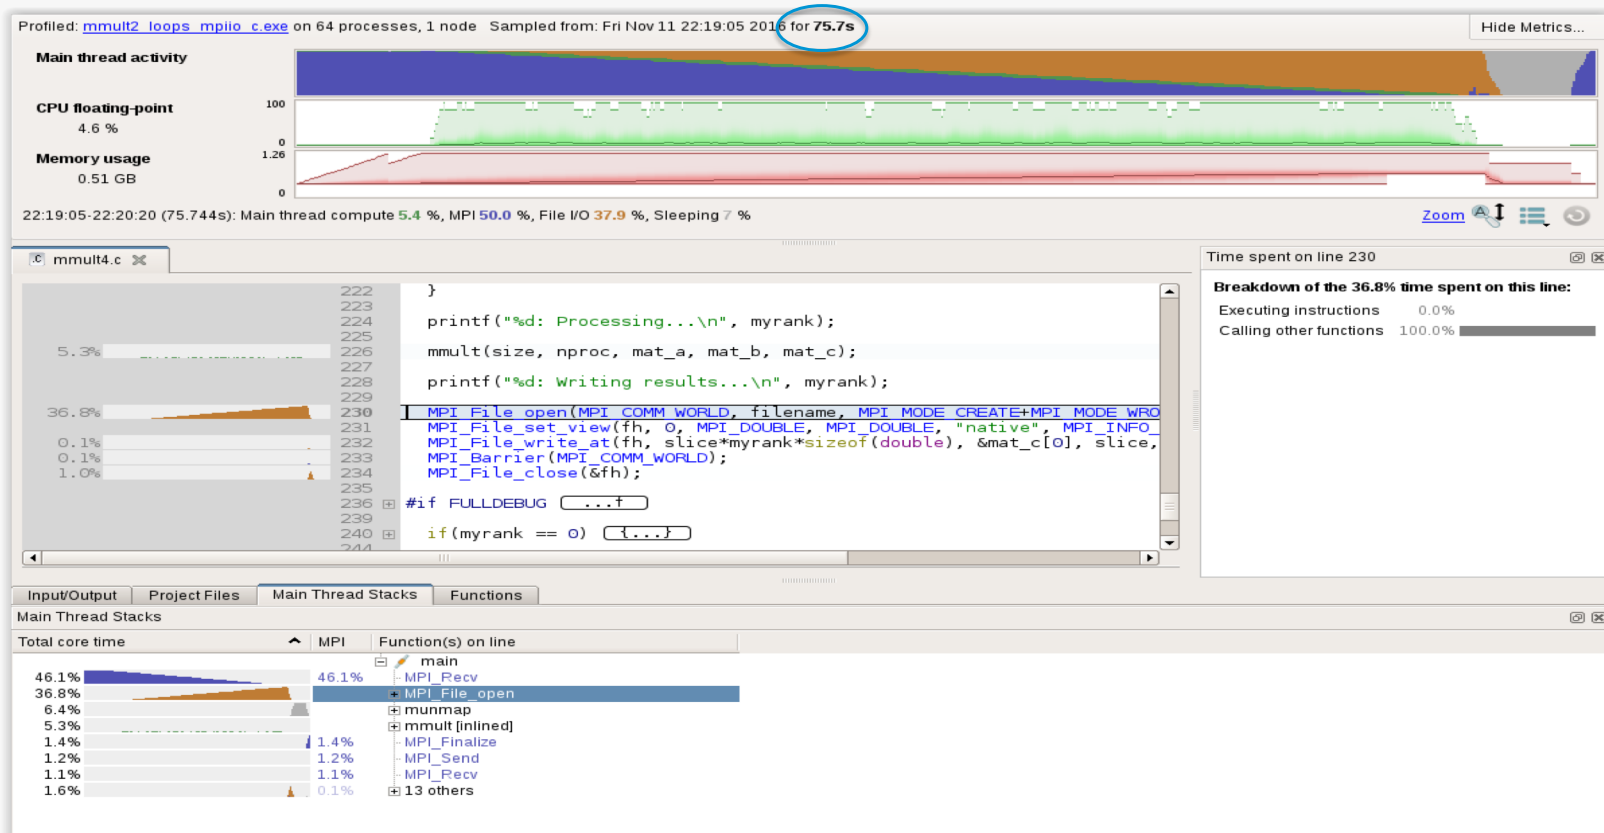 Profiled: mmult2_loops_mpiio_c.exe on 64 processes, 1 node Sampled from: Fri Nov 11 22:19:05 2016 for 75.7s
Hide Metrics...
Main thread activity
CPU floating-point
4.6 %
100
0
Memory usage
0.51 GB
1.26
0
22:19:05-22:20:20 (75.744s): Main thread compute 5.4 %, MPI 50.0 %, File I/O 37.9 %, Sleeping 7 %
Zoom
mmult4.c
222 }
223
224 printf("%d: Processing...\n", myrank);
225
5.3% 226 mmult(size, nproc, mat_a, mat_b, mat_c);
227
228 printf("%d: Writing results...\n", myrank);
229
36.8% 230 MPI_File_open(MPI_COMM_WORLD, filename, MPI_MODE_CREATE+MPI_MODE_WRO
231 MPI_File_set_view(fh, 0, MPI_DOUBLE, MPI_DOUBLE, "native", MPI_INFO_
0.1% 232 MPI_File_write_at(fh, slice*myrank*sizeof(double), &mat_c[0], slice,
0.1% 233 MPI_Barrier(MPI_COMM_WORLD);
1.0% 234 MPI_File_close(&fh);
235
236 #if FULLDEBUG ...f
239
240 if(myrank == 0) {...}
244
Time spent on line 230
Breakdown of the 36.8% time spent on this line:
Executing instructions 0.0%
Calling other functions 100.0%
Input/Output Project Files Main Thread Stacks Functions
Main Thread Stacks
Total core time MPI Function(s) on line
main
46.1% 46.1% MPI_Recv
36.8% MPI_File_open
6.4% munmap
5.3% mmult [inlined]
1.4% 1.4% MPI_Finalize
1.2% 1.2% MPI_Send
1.1% 1.1% MPI_Recv
1.6% 0.1% 13 others